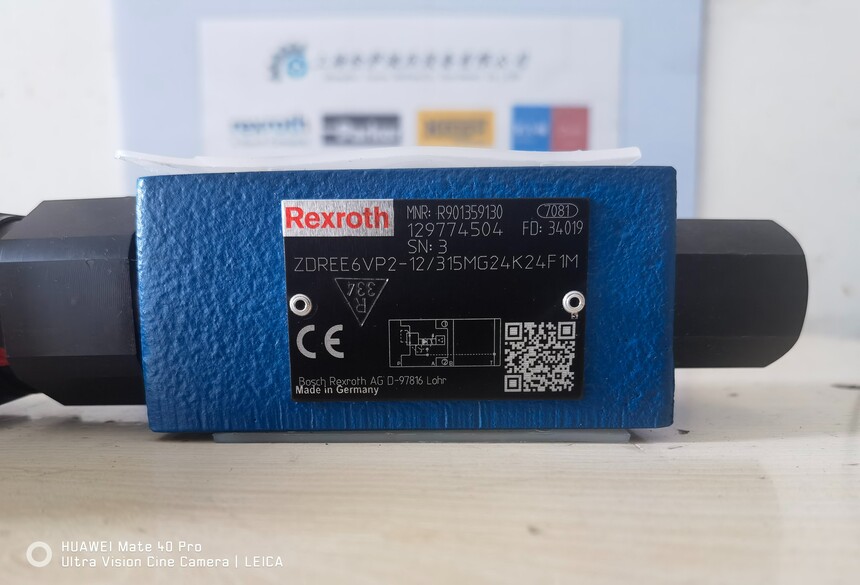 rexroth
Rexroth
MNR: R901359130
7081
129774504
FD: 34019
SN: 3
ZDREE6VP2-12/315MG24K24F1M
R
334
CE
P A B T
Bosch Rexroth AG D-97816 Lohr
Made in Germany
HUAWEI Mate 40 Pro
Ultra Vision Cine Camera | LEICA